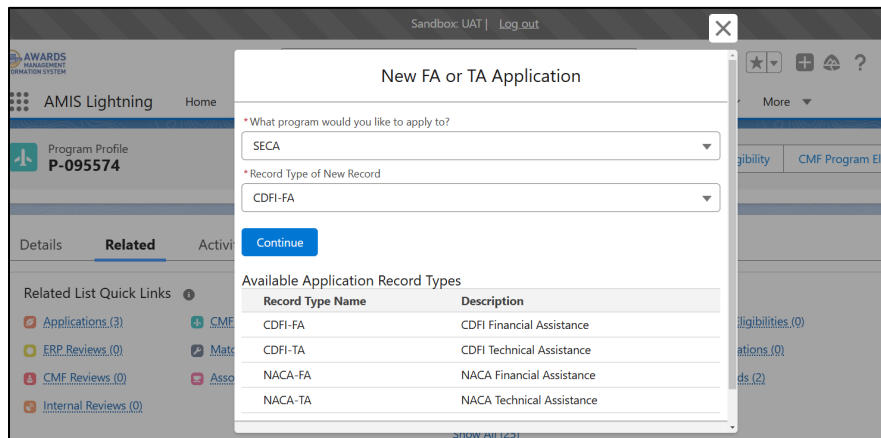 Sandbox: UAT | Log out
AWARDS
MANAGEMENT
ORMATION SYSTEM
New FA or TA Application
AMIS Lightning Home More
*What program would you like to apply to?
SECA
Program Profile
P-095574
gibility CMF Program El
*Record Type of New Record
CDFI-FA
Details Related Activi
Continue
Available Application Record Types
Related List Quick Links
Record Type Name Description
Applications (3) CMF ligibilities (0)
CDFI-FA CDFI Financial Assistance
ERP Reviews (0) Matc ations (0)
CDFI-TA CDFI Technical Assistance
CMF Reviews (0) Asso ds (2)
NACA-FA NACA Financial Assistance
Internal Reviews (0)
NACA-TA NACA Technical Assistance
Show All (25)